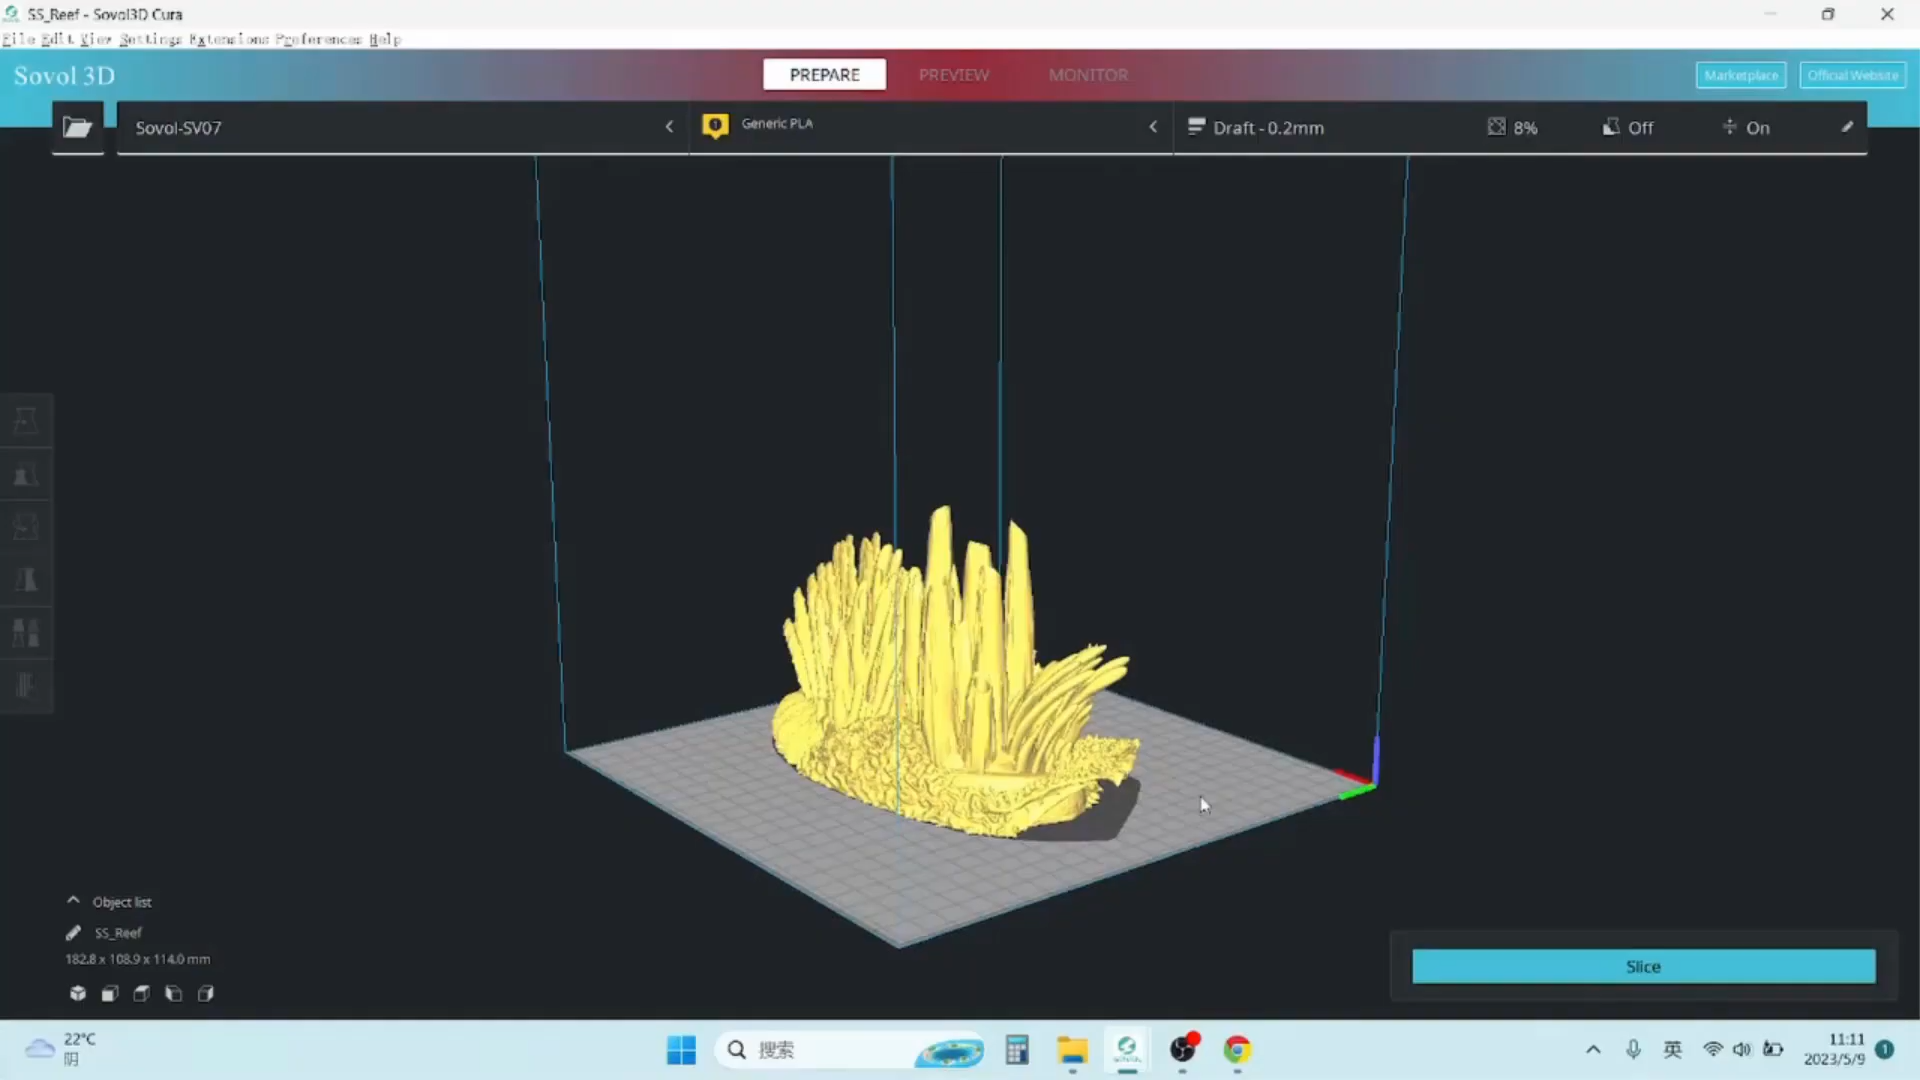 SS_Reef - Sovol3D Cura
File Edit View Settings Extensions Preferences Help
Sovol 3D
PREPARE
PREVIEW
MONITOR
Marketplace
Official Website
Sovol-SV07
1
Generic PLA
Draft - 0.2mm
8%
Off
On
Object list
SS_Reef
182.8 x 108.9 x 114.0 mm
Slice
22°C
阴
搜索
英
11:11
2023/5/9
1